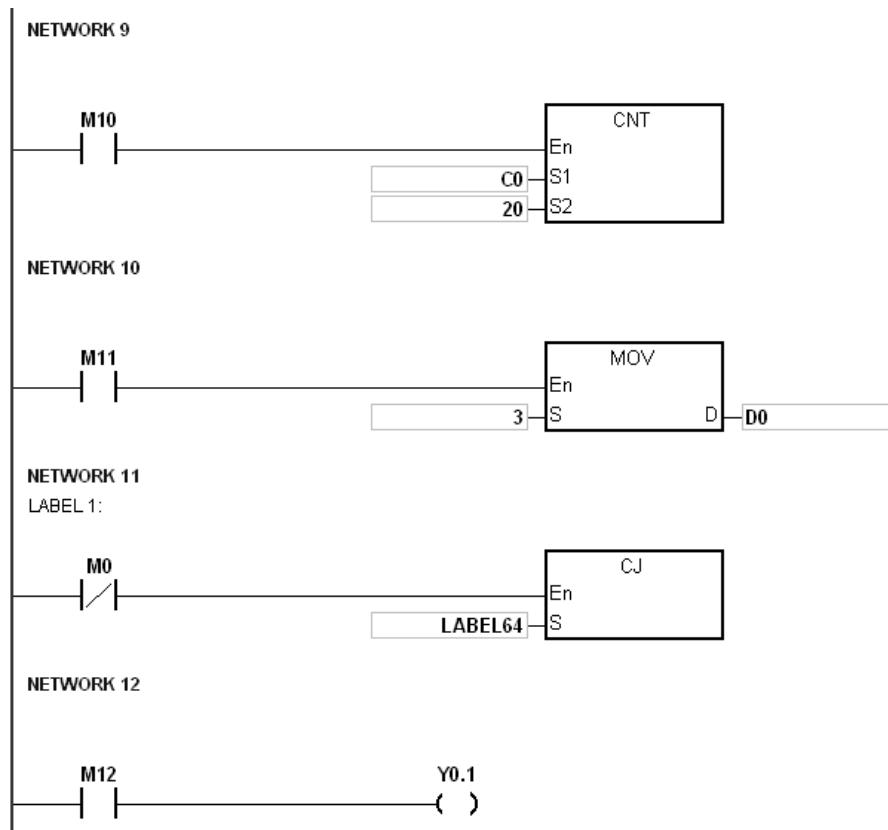 NETWORK 9
M10
CNT
En
C0 S1
20 S2
NETWORK 10
M11
MOV
En
3 S D D0
NETWORK 11
LABEL 1:
M0
CJ
En
LABEL64 S
NETWORK 12
M12 Y0.1